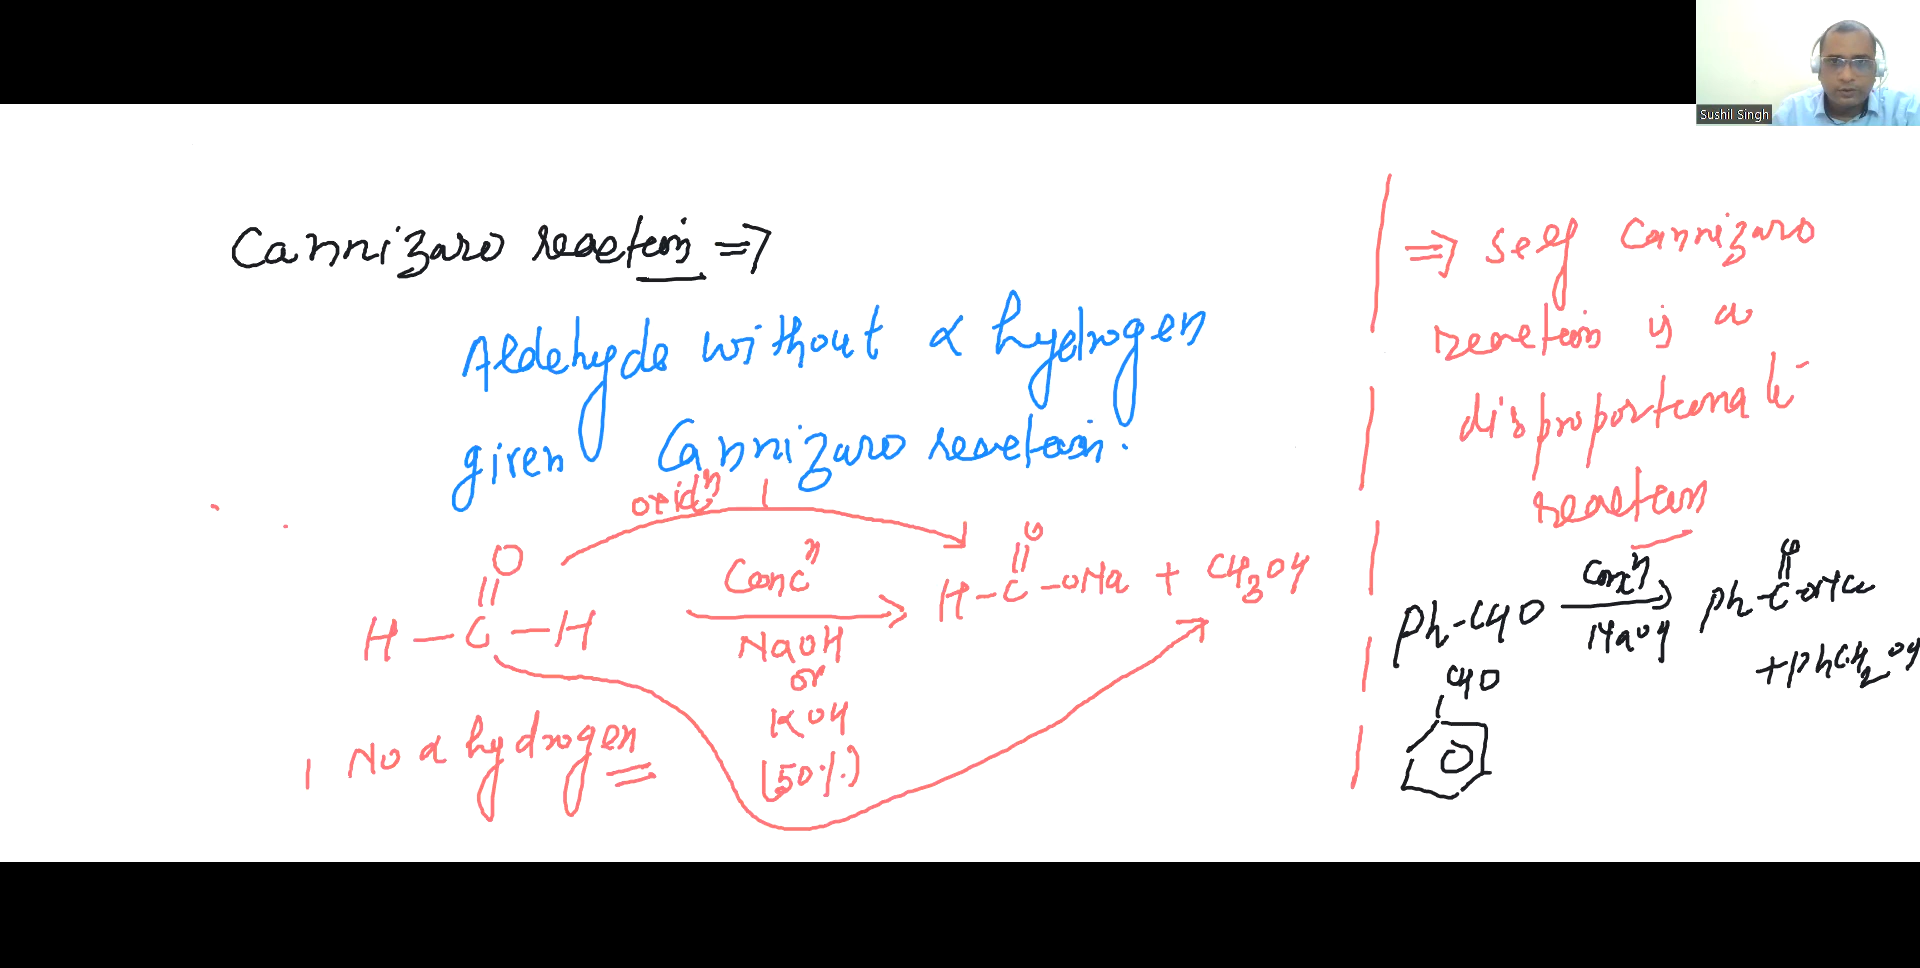 Sushil Singh
Cannizaro reaction ⇒
Aldehyde without α hydrogen
given Cannizaro reaction.
oxidⁿ
O
H-C-H
Concⁿ
NaOH
or
KOH
(50%)
O
H-C-ONa + CH3OH
No α hydrogen
⇒ Self Cannizaro
reaction is a
disproportionate
reaction
Ph-CHO
Concⁿ
NaOH
O
Ph-C-ONa
+PhCH2OH
CHO